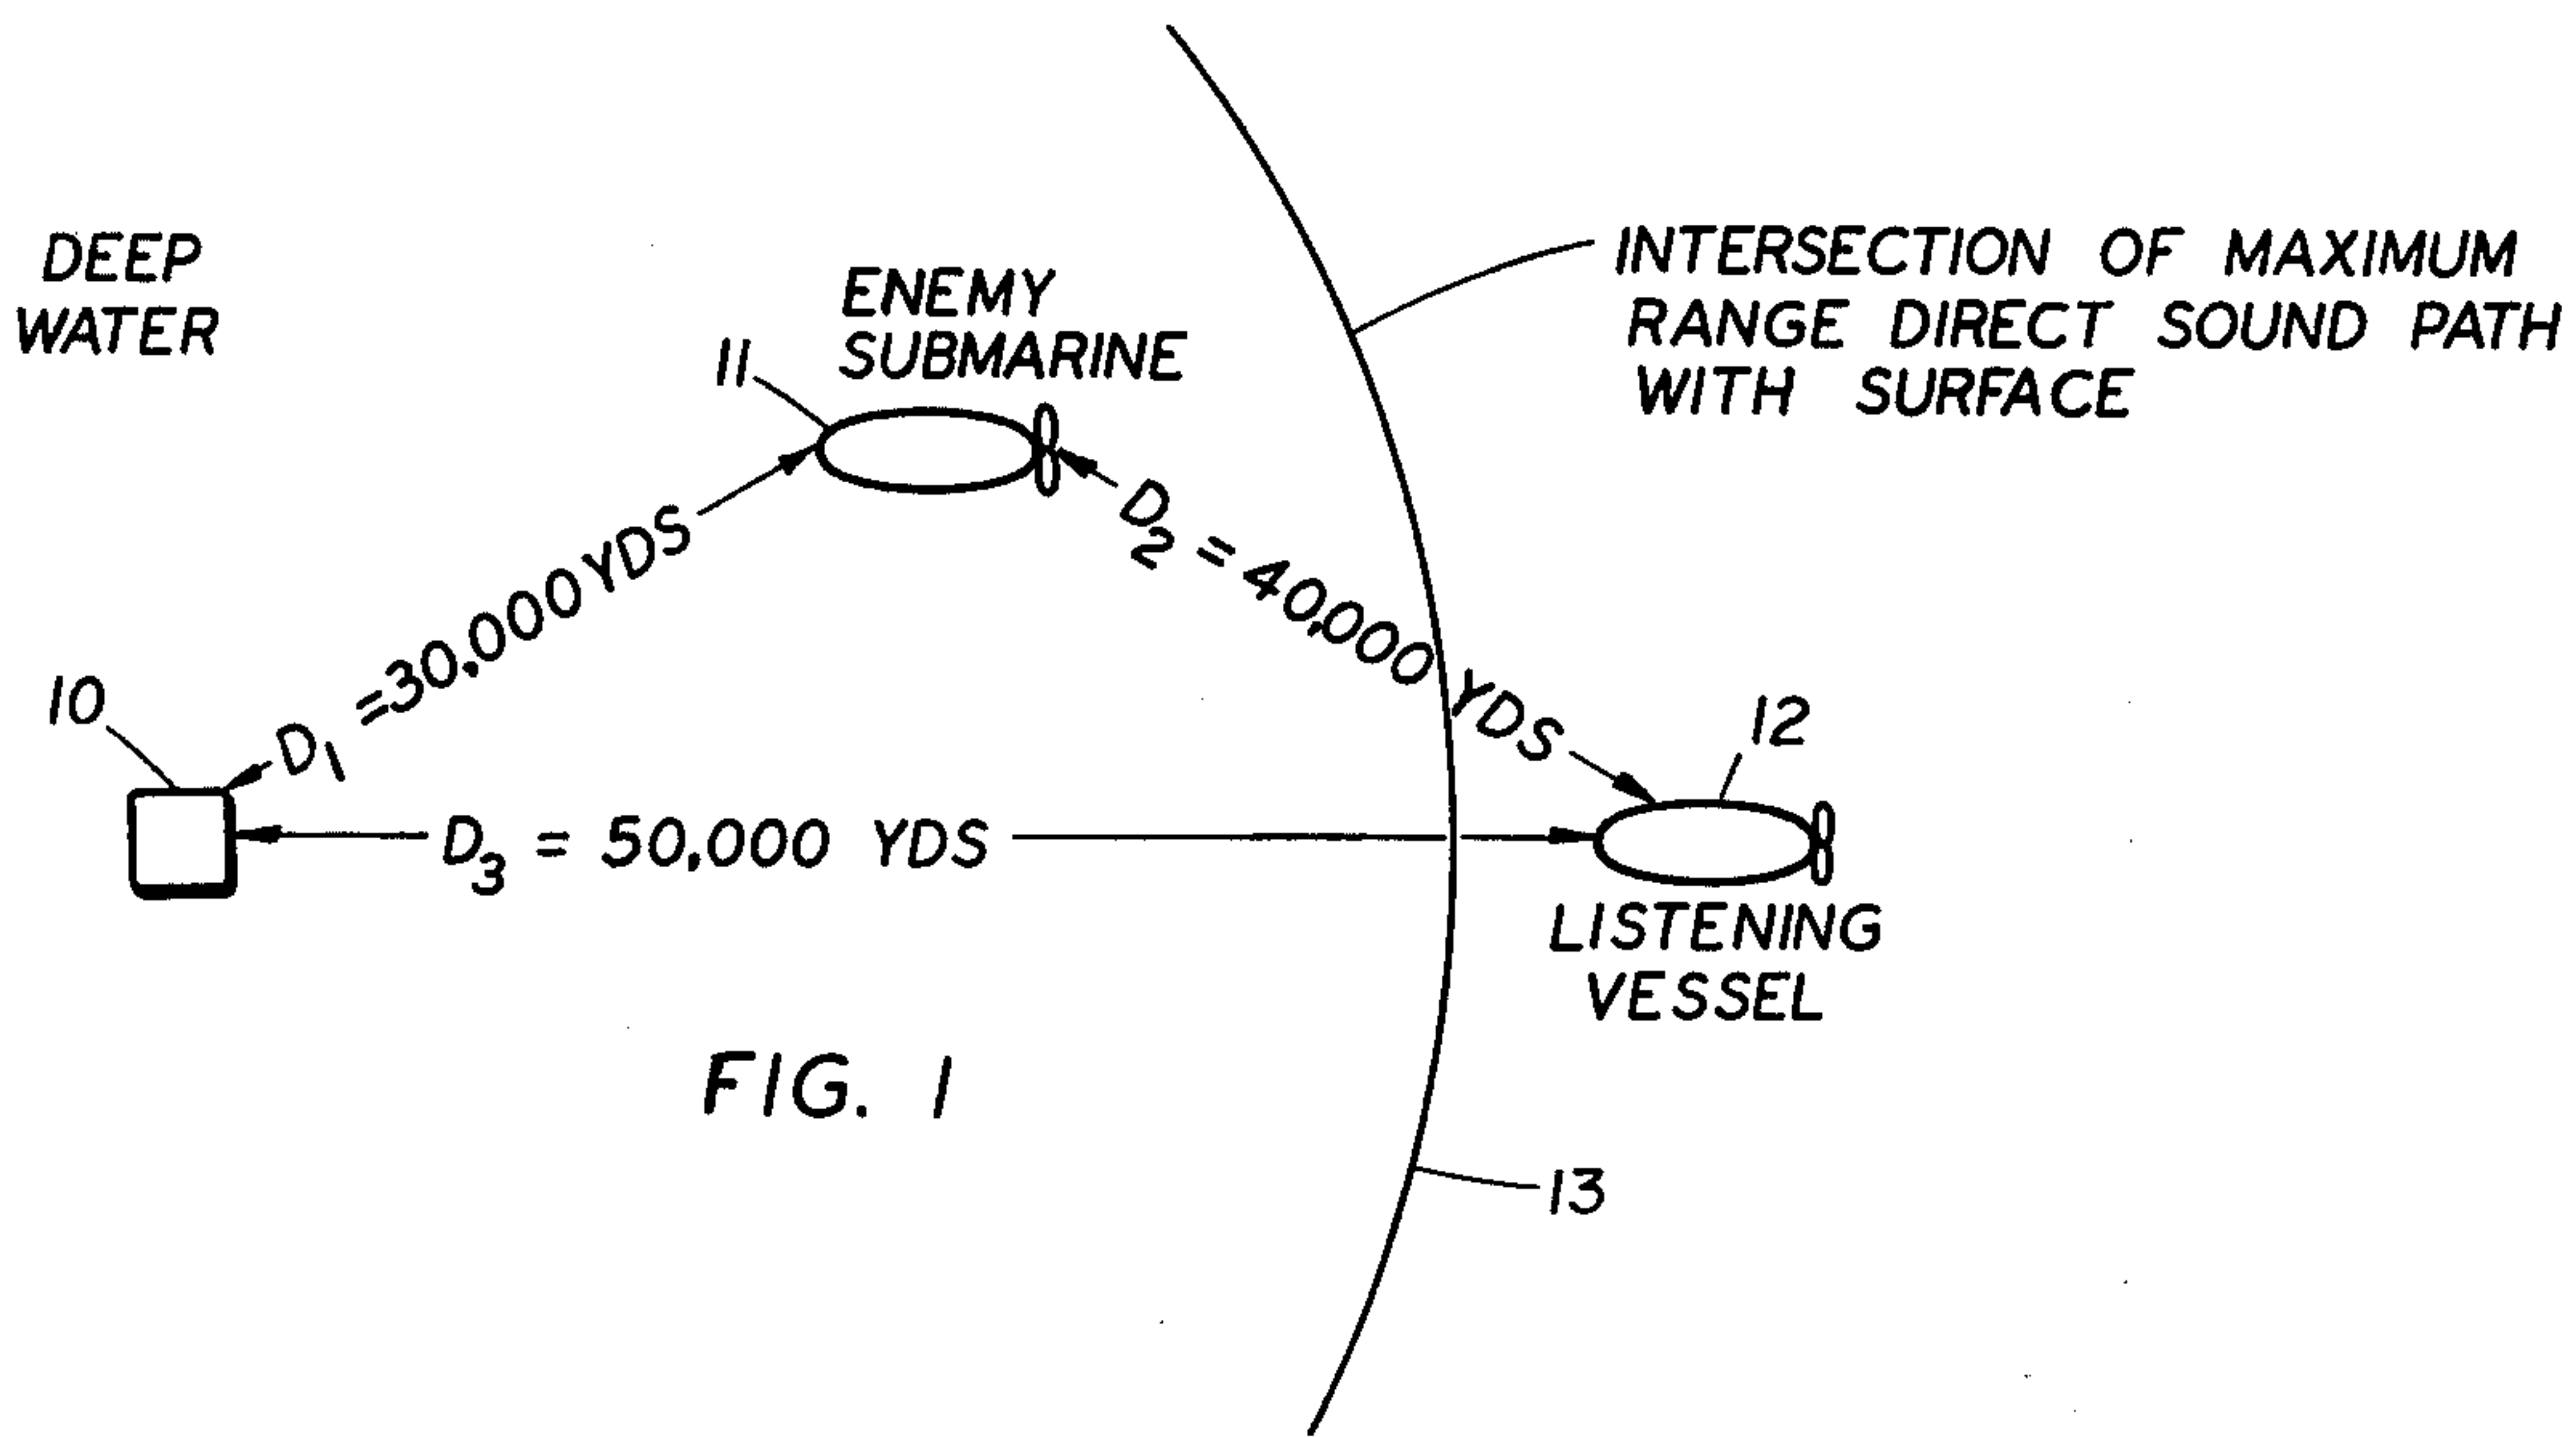 DEEP
WATER
ENEMY
SUBMARINE
11
INTERSECTION OF MAXIMUM
RANGE DIRECT SOUND PATH
WITH SURFACE
D1 = 30,000 YDS
D2 = 40,000 YDS
10
12
D3 = 50,000 YDS
LISTENING
VESSEL
FIG. 1
13